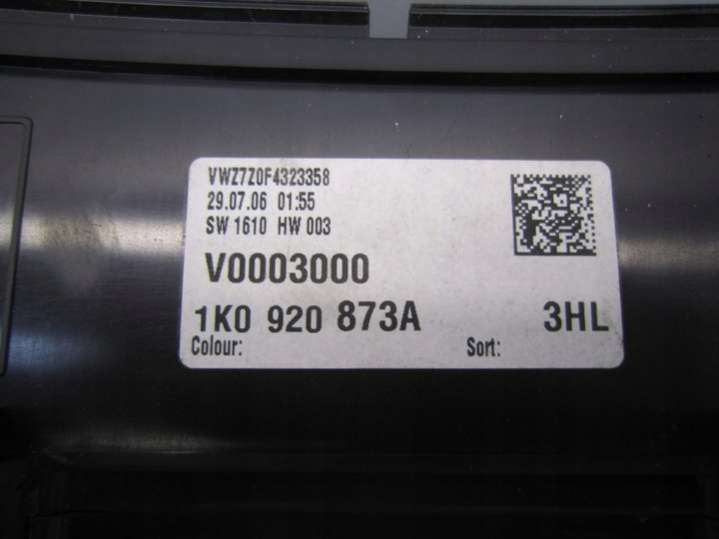 VWZ7Z0F4323358
29.07.06 01:55
SW 1610 HW 003
V0003000
1K0 920 873A 3HL
Colour: Sort: